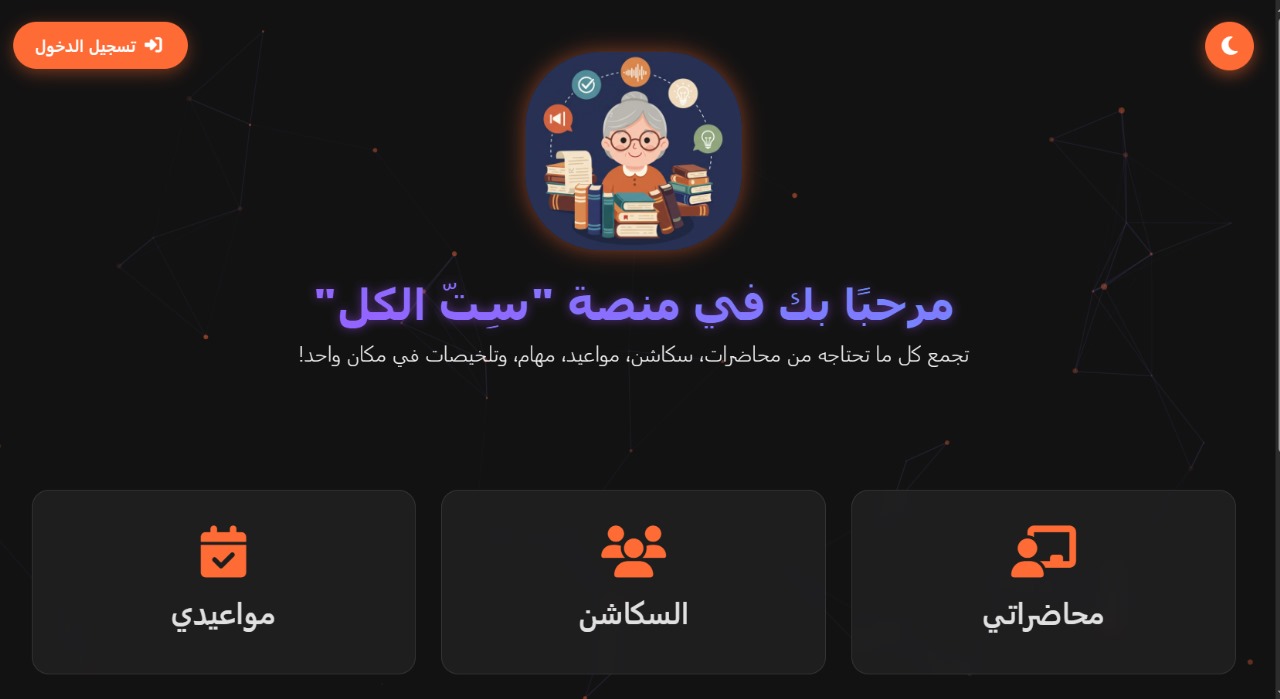 تسجيل الدخول
مرحبًا بك في منصة "سِتّ الكل"
تجمع كل ما تحتاجه من محاضرات، سكاشن، مواعيد، مهام، وتلخيصات في مكان واحد!
محاضراتي
السكاشن
مواعيدي